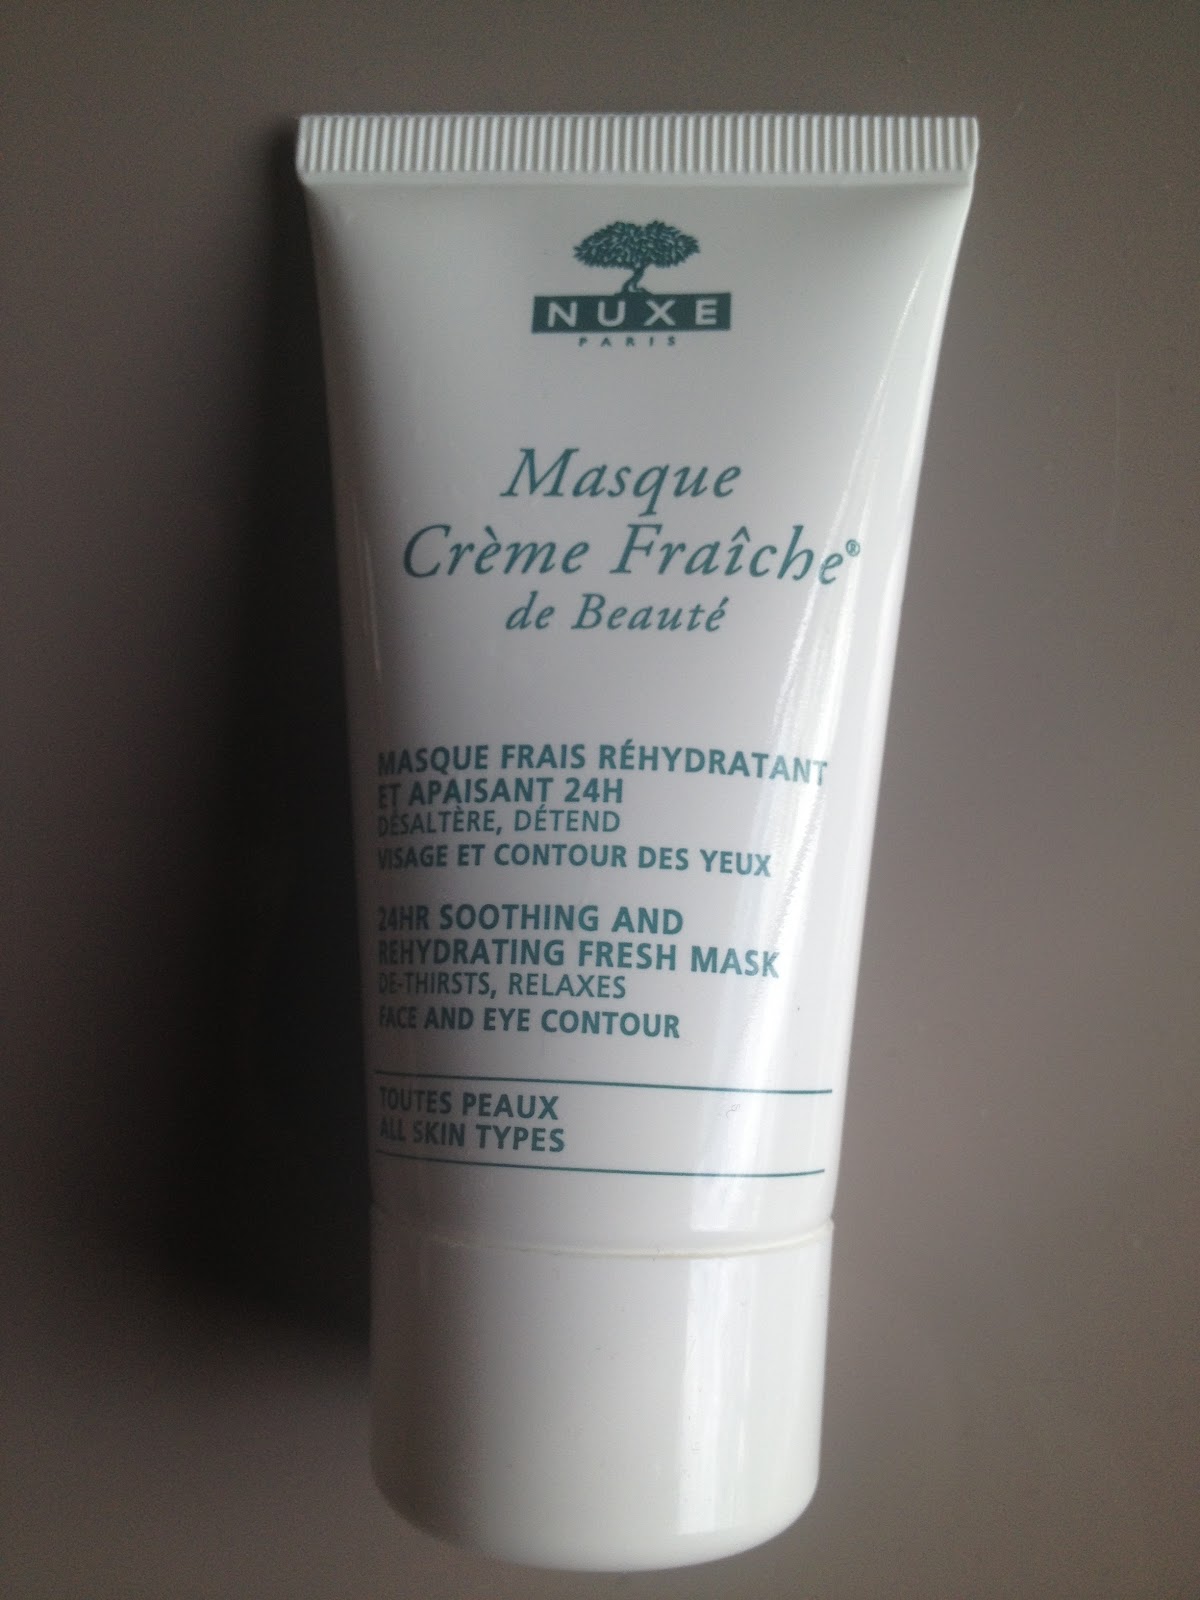 NUXE
PARIS
Masque
Crème Fraîche®
de Beauté
MASQUE FRAIS RÉHYDRATANT
ET APAISANT 24H
DÉSALTÈRE, DÉTEND
VISAGE ET CONTOUR DES YEUX
24HR SOOTHING AND
REHYDRATING FRESH MASK
DE-THIRSTS, RELAXES
FACE AND EYE CONTOUR
TOUTES PEAUX
ALL SKIN TYPES